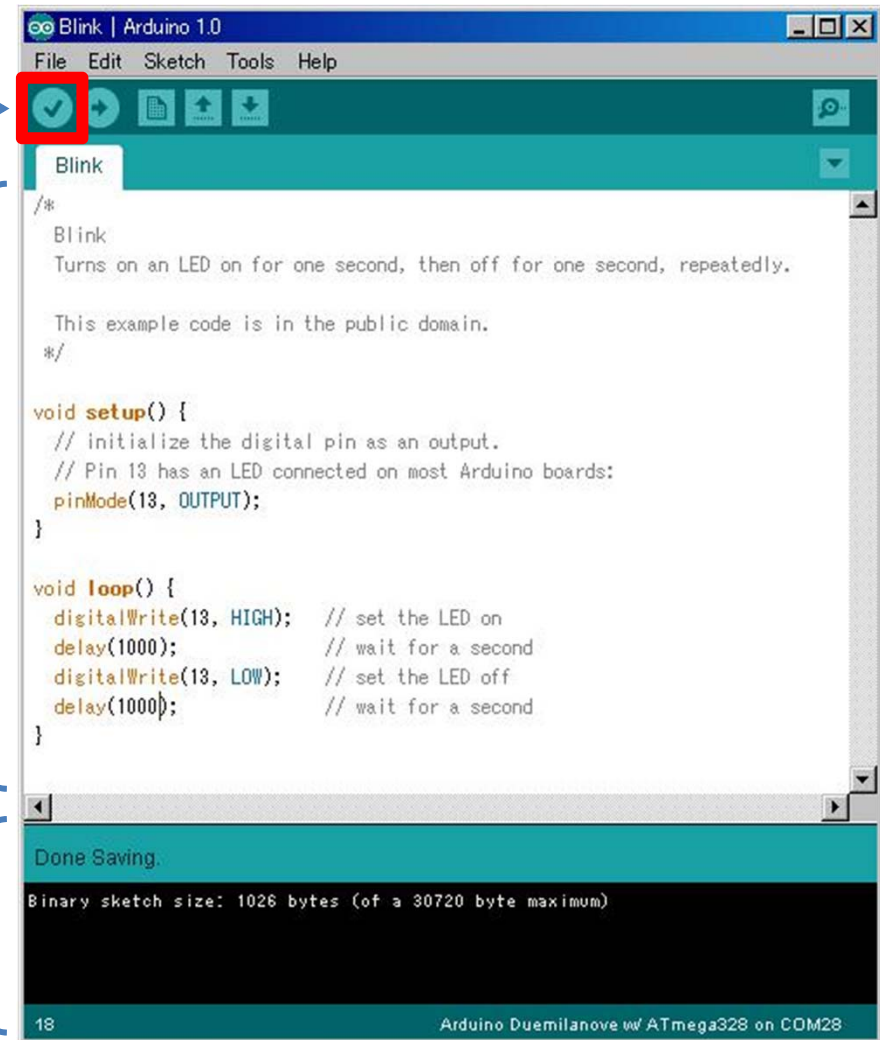 Blink | Arduino 1.0
File Edit Sketch Tools Help
Blink
/*
  Blink
  Turns on an LED on for one second, then off for one second, repeatedly.
  This example code is in the public domain.
 */
void setup() {
  // initialize the digital pin as an output.
  // Pin 13 has an LED connected on most Arduino boards:
  pinMode(13, OUTPUT);
}
void loop() {
  digitalWrite(13, HIGH);   // set the LED on
  delay(1000);              // wait for a second
  digitalWrite(13, LOW);    // set the LED off
  delay(1000);              // wait for a second
}
Done Saving.
Binary sketch size: 1026 bytes (of a 30720 byte maximum)
18 Arduino Duemilanove w/ ATmega328 on COM28